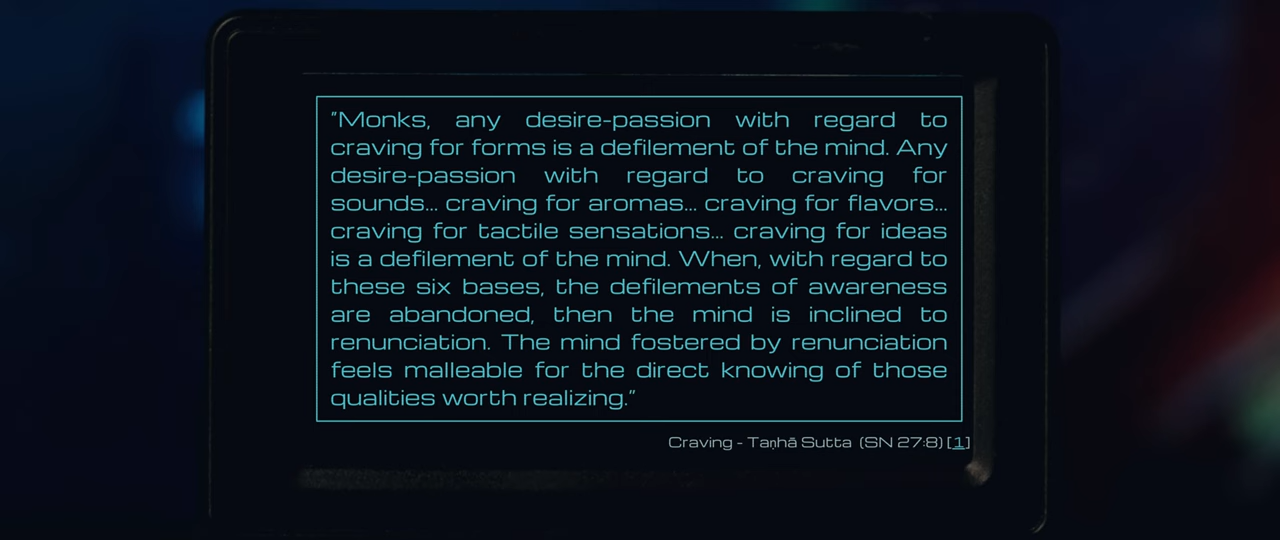 "Monks, any desire-passion with regard to
craving for forms is a defilement of the mind. Any
desire-passion with regard to craving for
sounds... craving for aromas... craving for flavors...
craving for tactile sensations... craving for ideas
is a defilement of the mind. When, with regard to
these six bases, the defilements of awareness
are abandoned, then the mind is inclined to
renunciation. The mind fostered by renunciation
feels malleable for the direct knowing of those
qualities worth realizing."
Craving - Taṇhā Sutta (SN 27:8) [1]